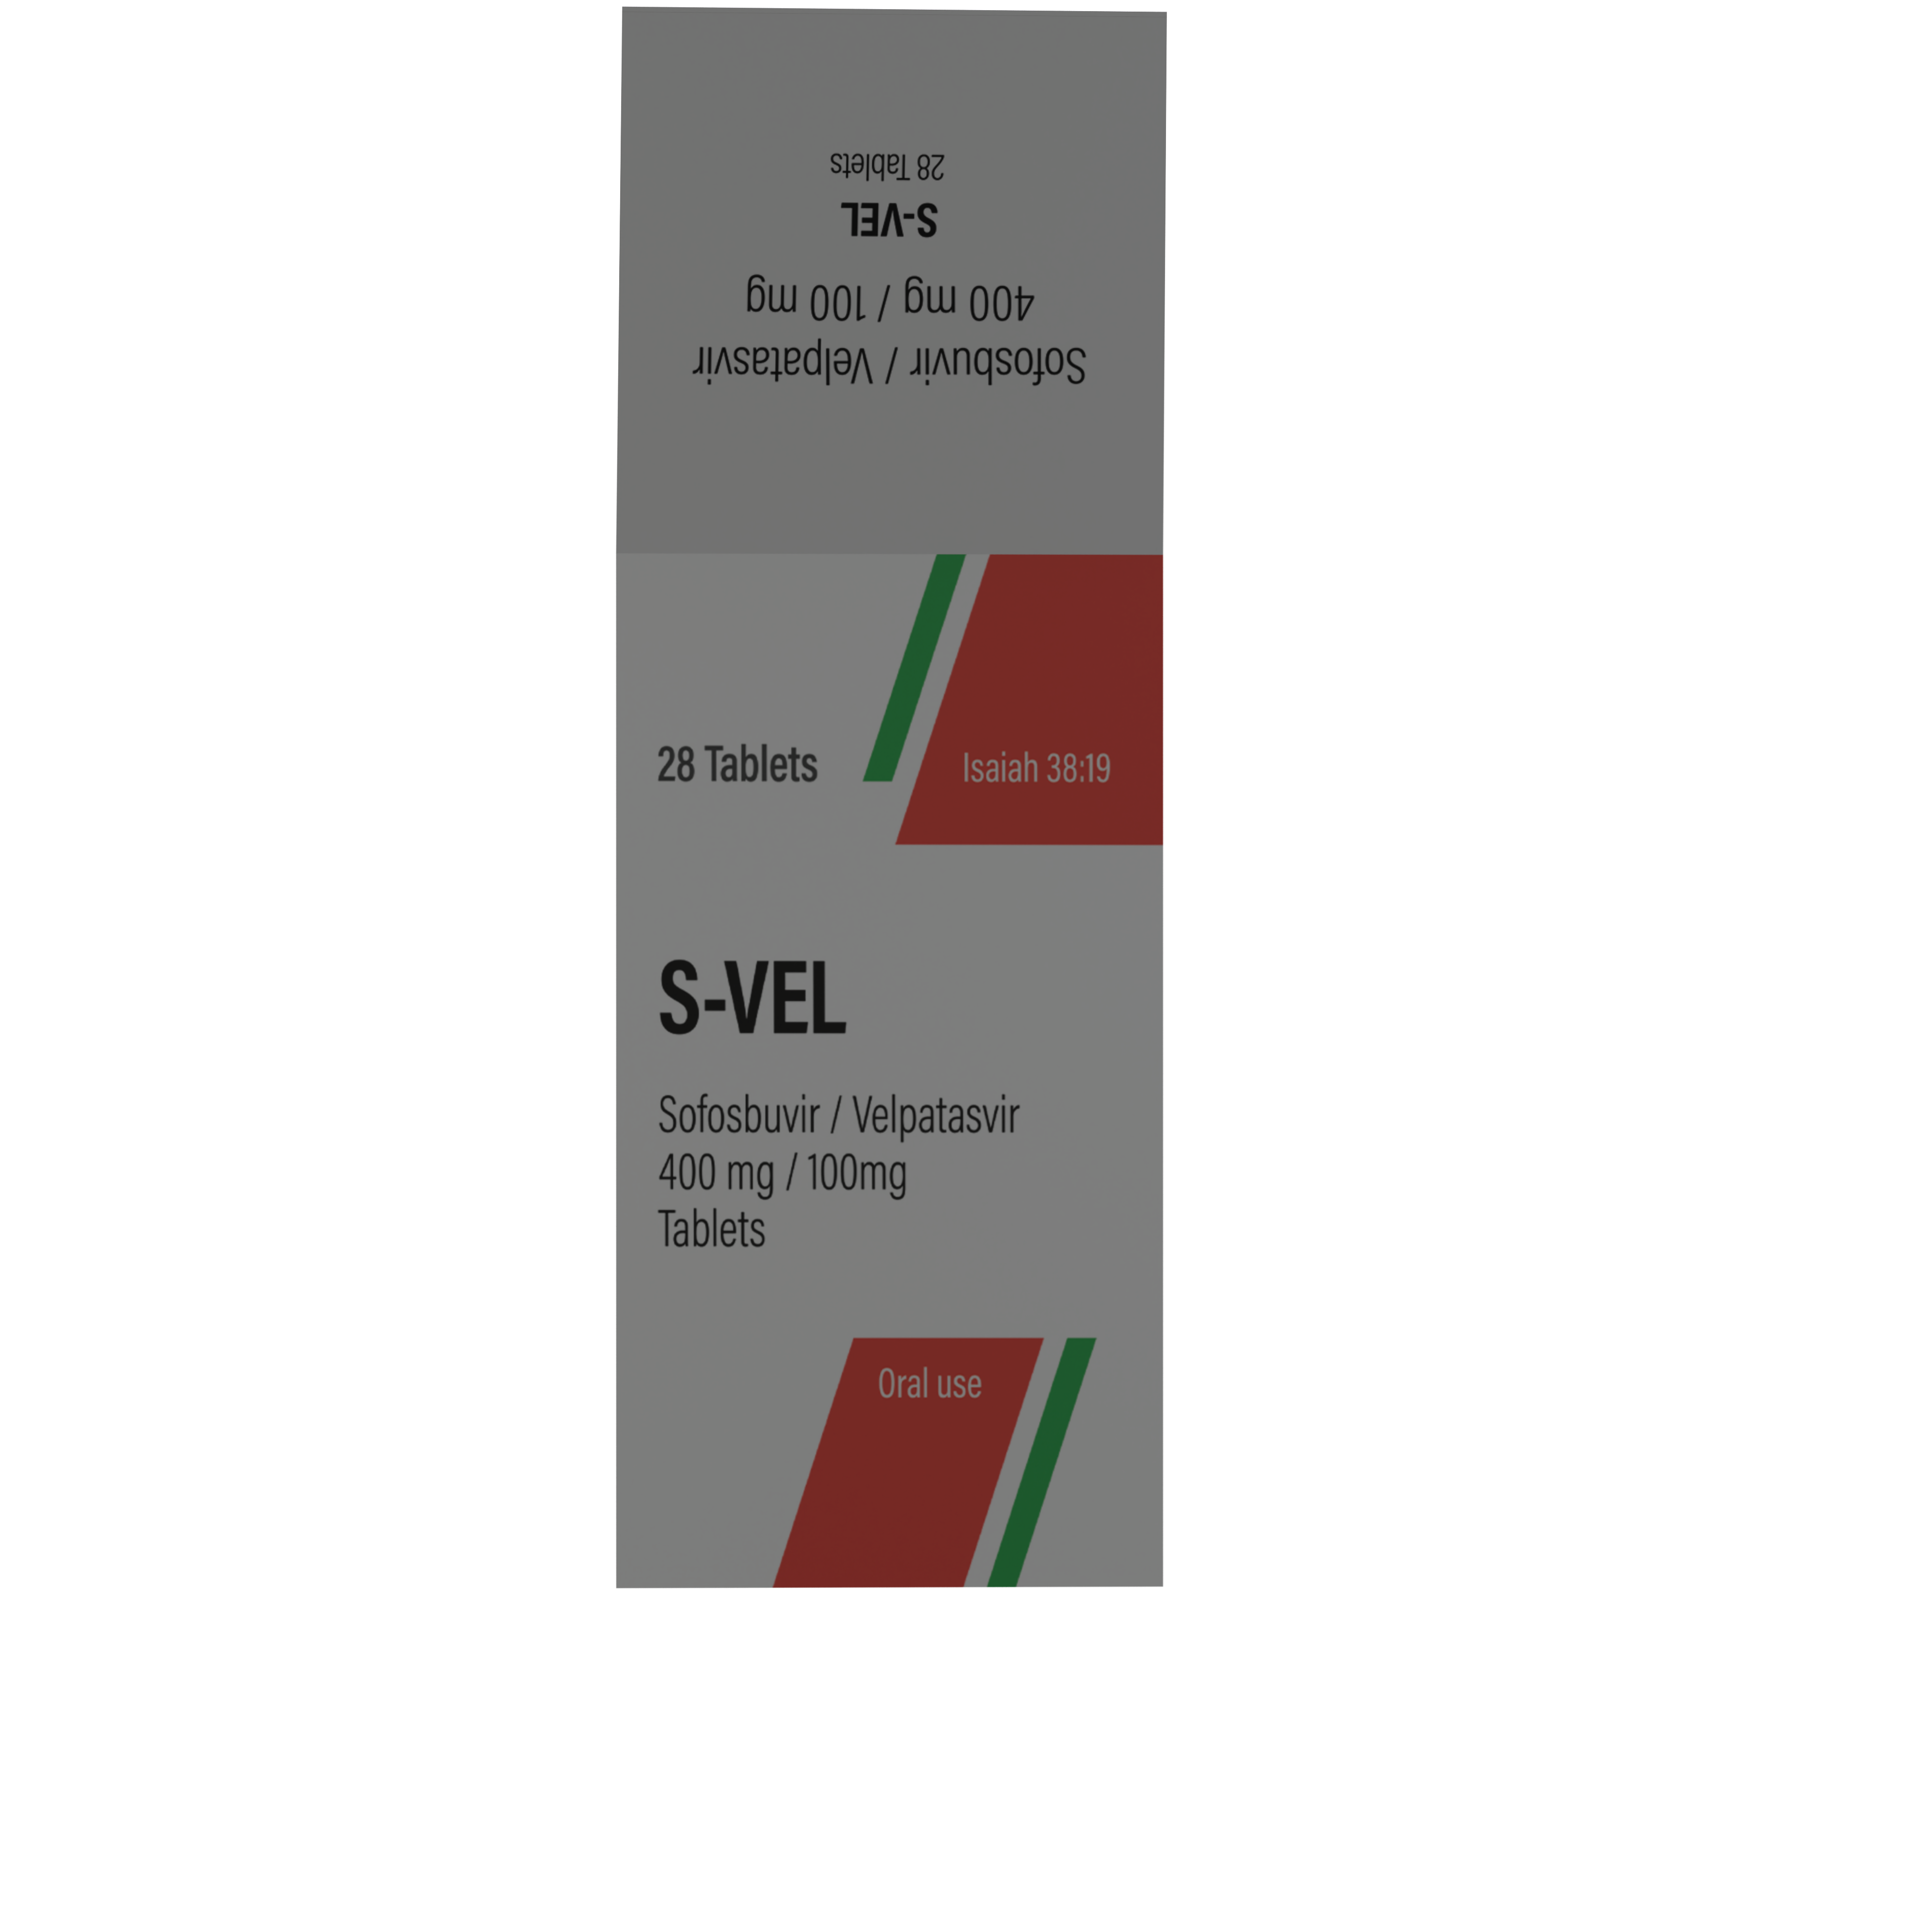 Sofosbuvir / Velpatasvir
400 mg / 100 mg
S-VEL
28 Tablets
28 Tablets
Isaiah 38:19
S-VEL
Sofosbuvir / Velpatasvir
400 mg / 100mg
Tablets
Oral use